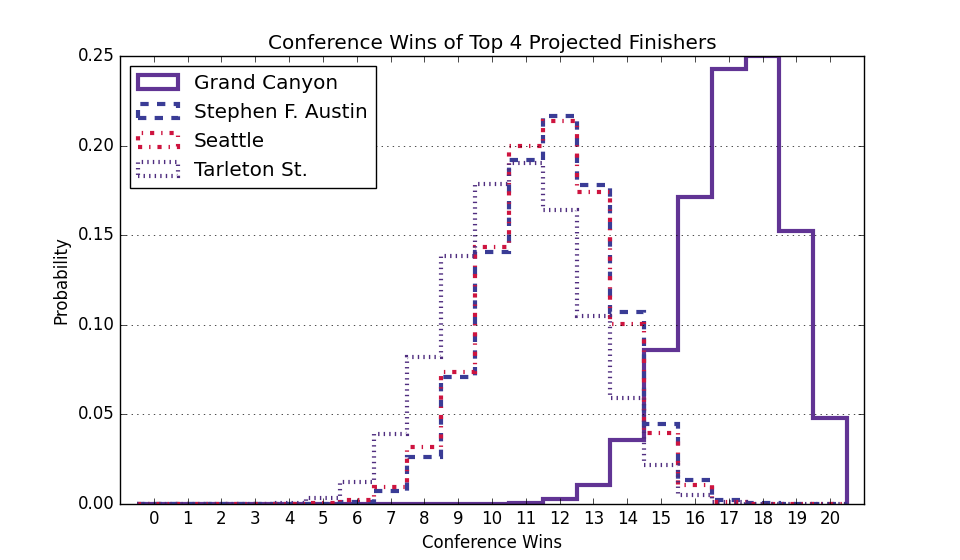 Conference Wins of Top 4 Projected Finishers
Grand Canyon
Stephen F. Austin
Seattle
Tarleton St.
0.25
0.20
0.15
0.10
0.05
0.00
Probability
0 1 2 3 4 5 6 7 8 9 10 11 12 13 14 15 16 17 18 19 20
Conference Wins